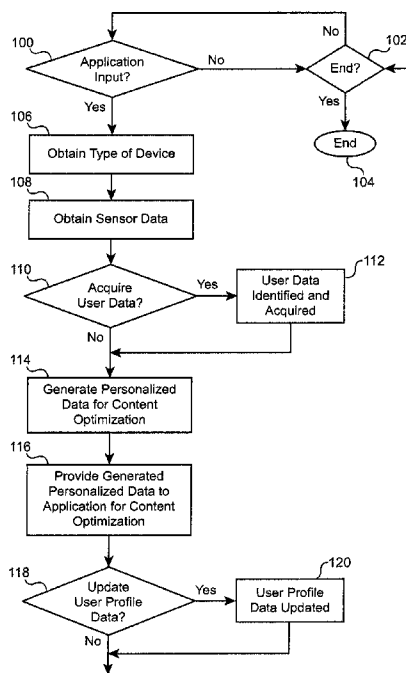 No
100
102
Application
Input?
No
End?
Yes
Yes
106
Obtain Type of Device
End
104
108
Obtain Sensor Data
110
112
Acquire
User Data?
Yes
User Data
Identified and
Acquired
No
114
Generate Personalized
Data for Content
Optimization
116
Provide Generated
Personalized Data to
Application for Content
Optimization
118
120
Update
User Profile
Data?
Yes
User Profile
Data Updated
No